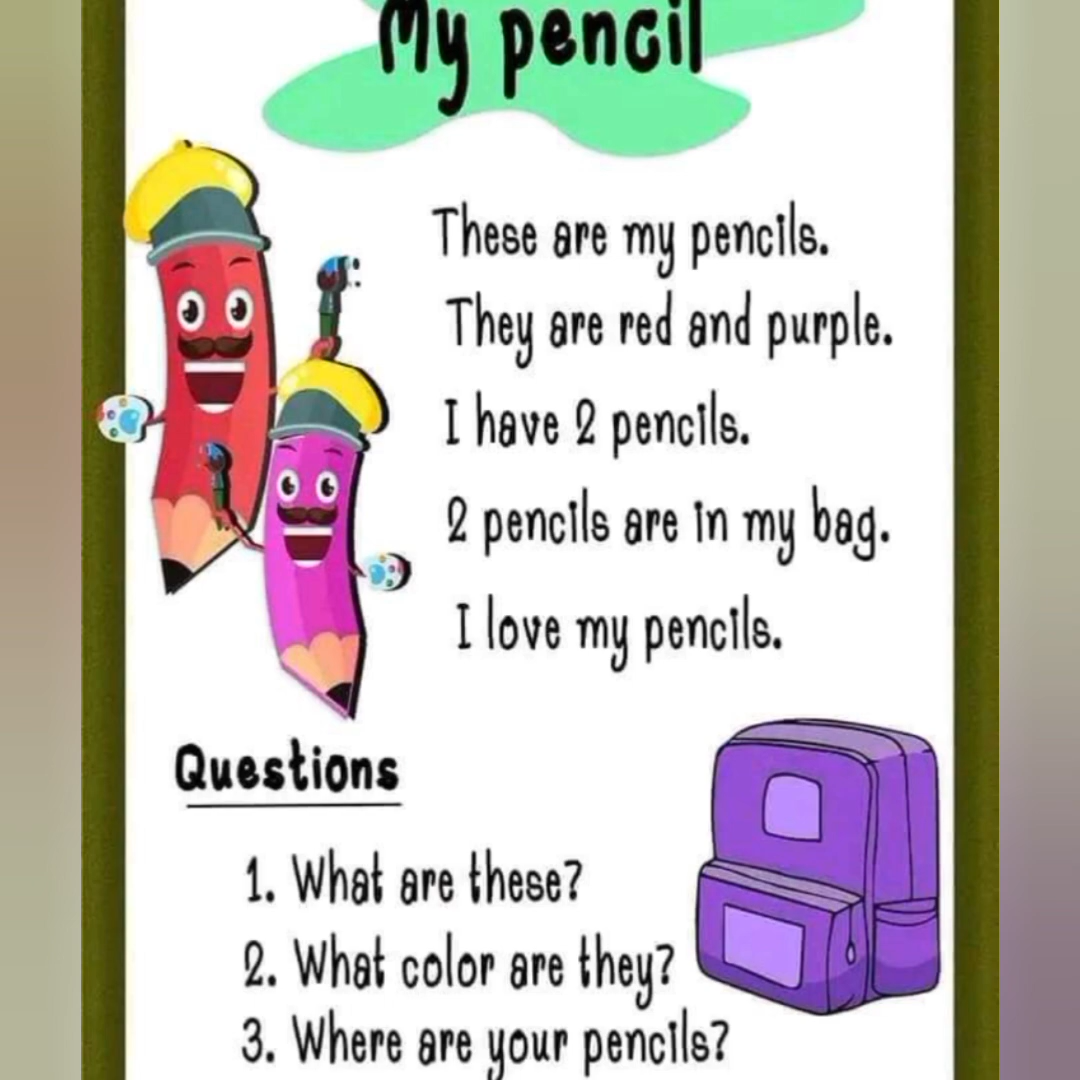 My pencil
These are my pencils.
They are red and purple.
I have 2 pencils.
2 pencils are in my bag.
I love my pencils.
Questions
1. What are these?
2. What color are they?
3. Where are your pencils?